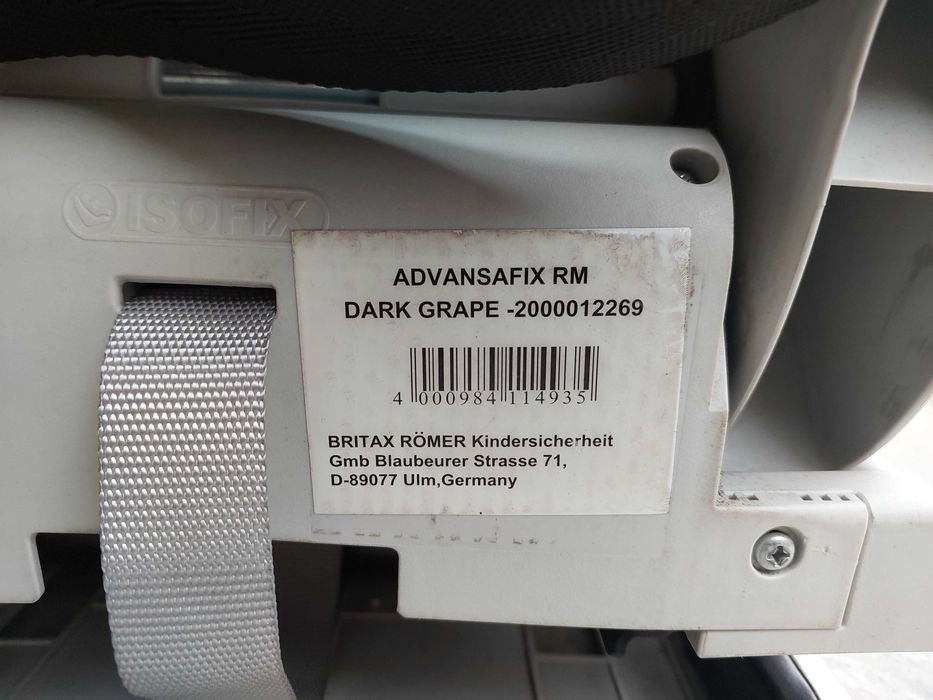 ISOFIX
ADVANSAFIX RM
DARK GRAPE -2000012269
4 000984 114935
BRITAX RÖMER Kindersicherheit
Gmb Blaubeurer Strasse 71,
D-89077 Ulm,Germany